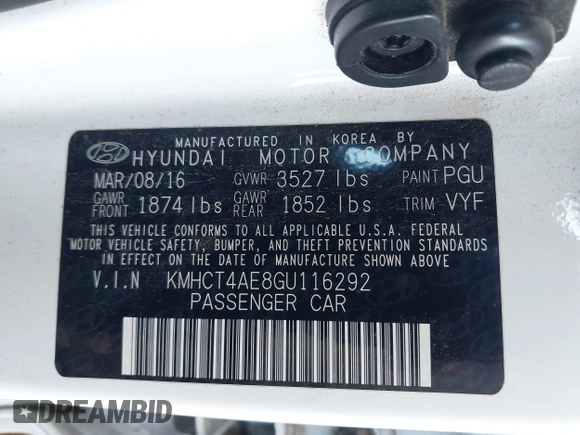 MANUFACTURED IN KOREA BY
HYUNDAI MOTOR COMPANY
MAR/08/16 GVWR 3527 lbs PAINT PGU
GAWR FRONT 1874 lbs GAWR REAR 1852 lbs TRIM VYF
THIS VEHICLE CONFORMS TO ALL APPLICABLE U.S.A. FEDERAL
MOTOR VEHICLE SAFETY, BUMPER, AND THEFT PREVENTION STANDARDS
IN EFFECT ON THE DATE OF MANUFACTURE SHOWN ABOVE
V.I.N KMHCT4AE8GU116292
PASSENGER CAR
DREAMBID